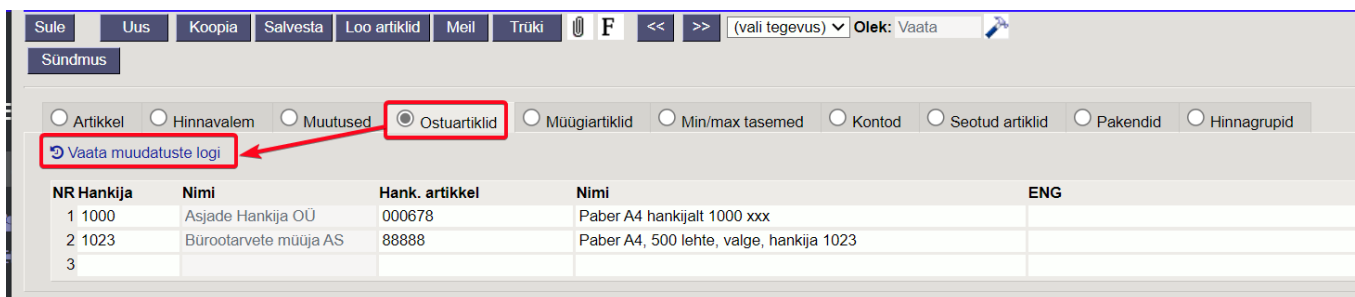 Sule Uus Koopia Salvesta Loo artiklid Meil Trüki F << >> (vali tegevus) Olek: Vaata
Sündmus
Artikkel Hinnavalem Muutused Ostuartiklid Müügiartiklid Min/max tasemed Kontod Seotud artiklid Pakendid Hinnagrupid
Vaata muudatuste logi
NR Hankija Nimi Hank. artikkel Nimi ENG
1 1000 Asjade Hankija OÜ 000678 Paber A4 hankijalt 1000 xxx
2 1023 Bürootarvete müüja AS 88888 Paber A4, 500 lehte, valge, hankija 1023
3